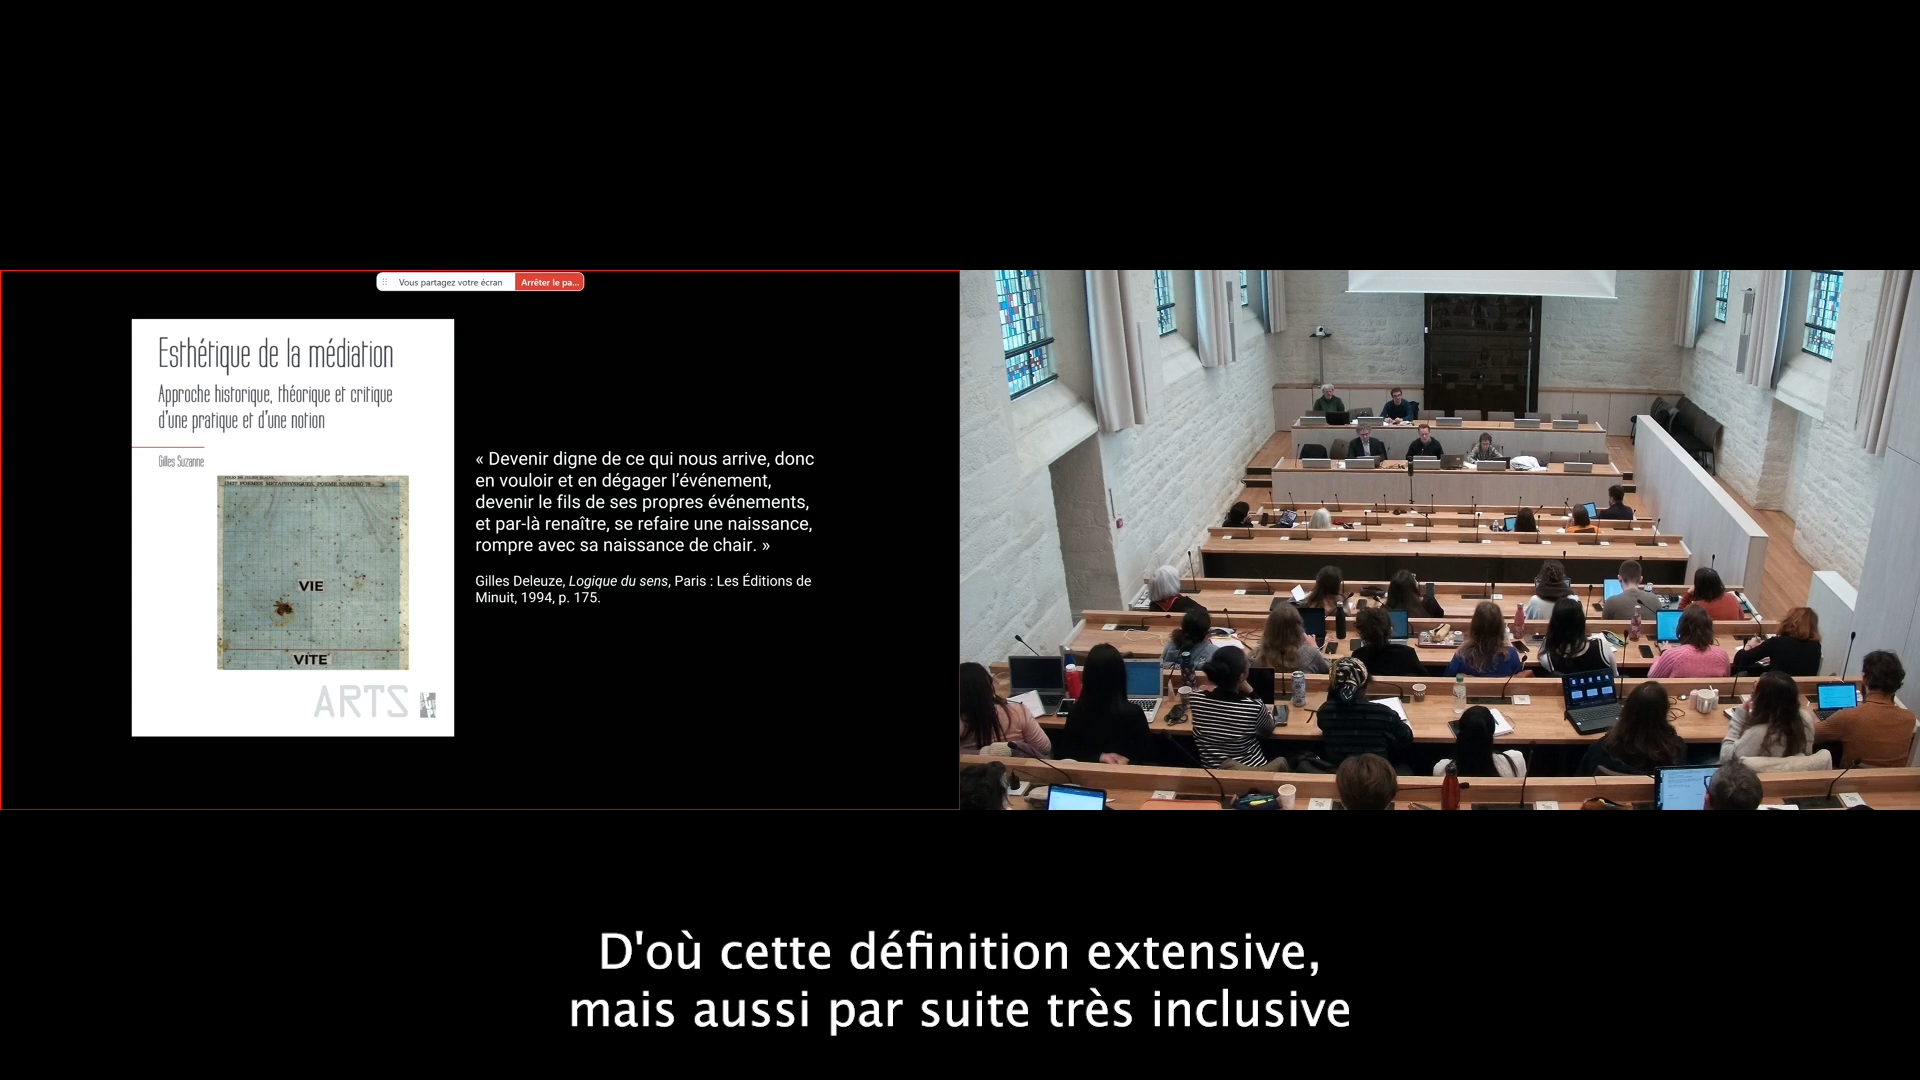 Vous partagez votre écran
Arrêter le pa...
Esthétique de la médiation
Approche historique, théorique et critique
d'une pratique et d'une notion
Gilles Suzanne
VIE
VITE
ARTS
« Devenir digne de ce qui nous arrive, donc
en vouloir et en dégager l'événement,
devenir le fils de ses propres événements,
et par-là renaître, se refaire une naissance,
rompre avec sa naissance de chair. »
Gilles Deleuze, Logique du sens, Paris : Les Éditions de
Minuit, 1994, p. 175.
D'où cette définition extensive,
mais aussi par suite très inclusive